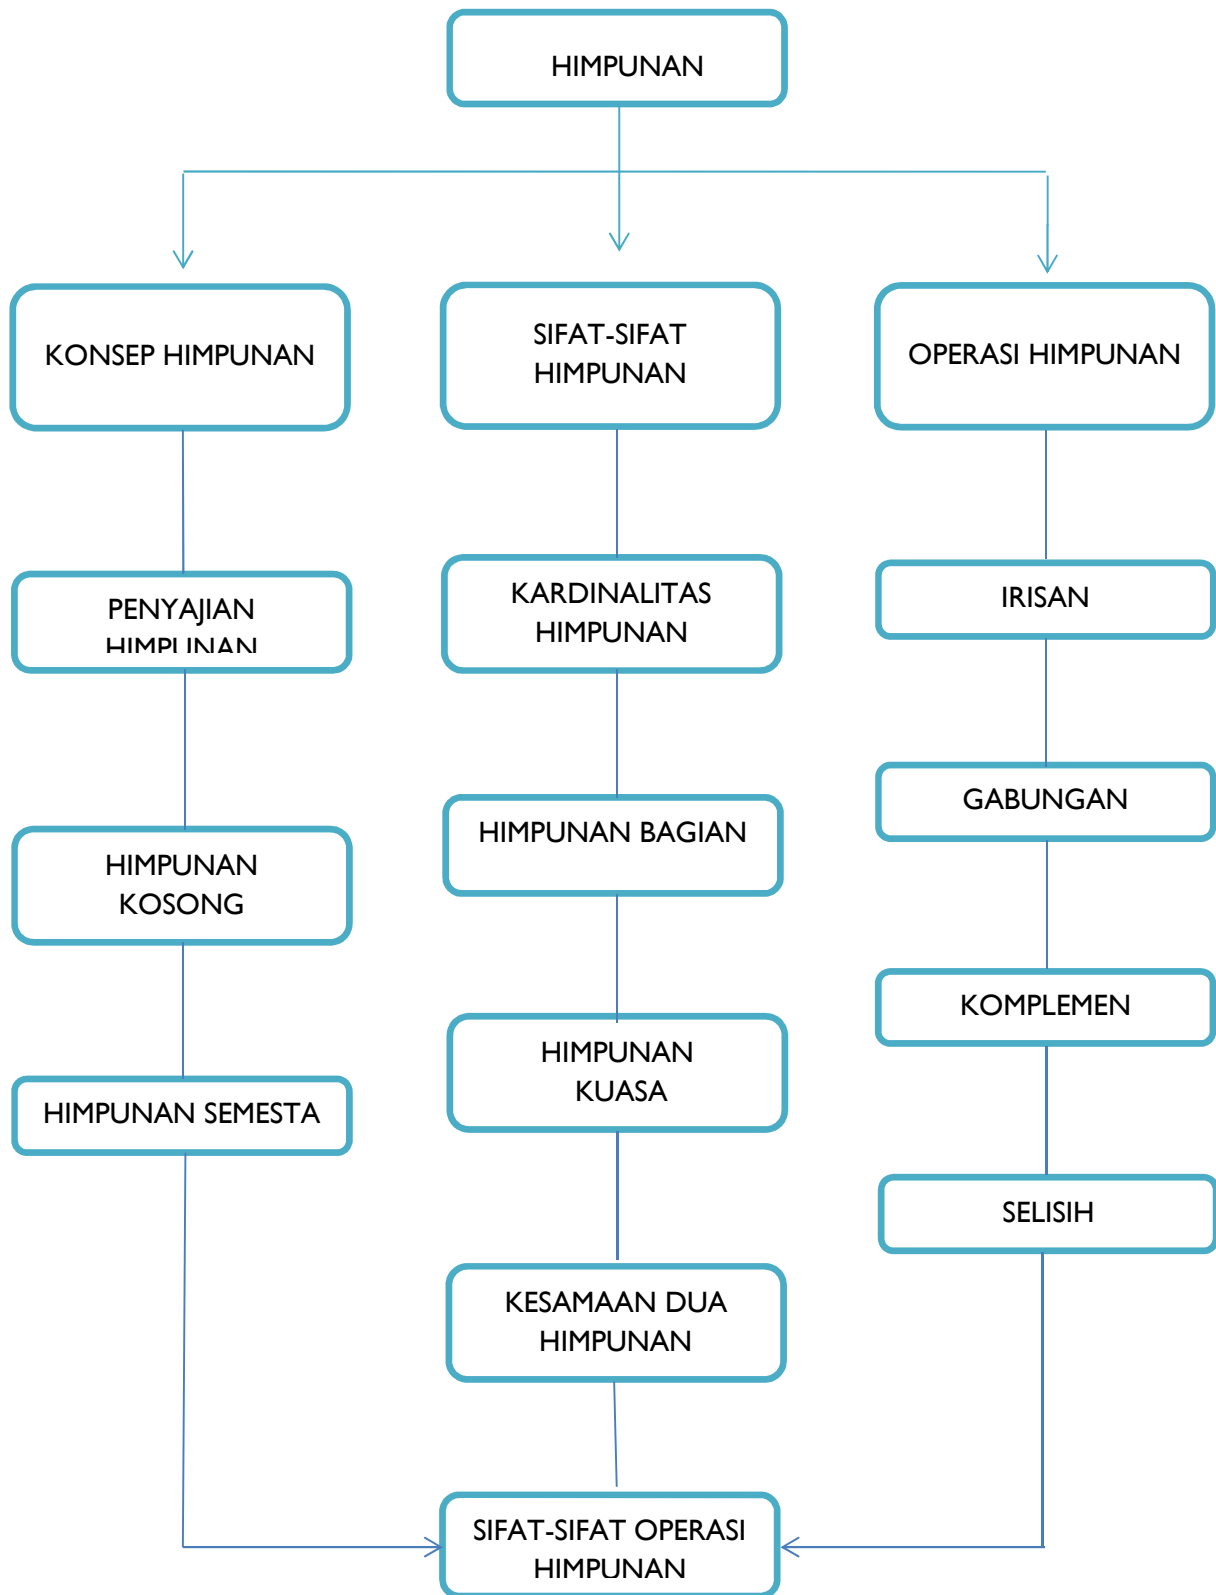 HIMPUNAN
KONSEP HIMPUNAN
SIFAT-SIFAT
HIMPUNAN
OPERASI HIMPUNAN
PENYAJIAN
HIMPUNAN
KARDINALITAS
HIMPUNAN
IRISAN
HIMPUNAN
KOSONG
HIMPUNAN BAGIAN
GABUNGAN
HIMPUNAN SEMESTA
HIMPUNAN
KUASA
KOMPLEMEN
KESAMAAN DUA
HIMPUNAN
SELISIH
SIFAT-SIFAT OPERASI
HIMPUNAN